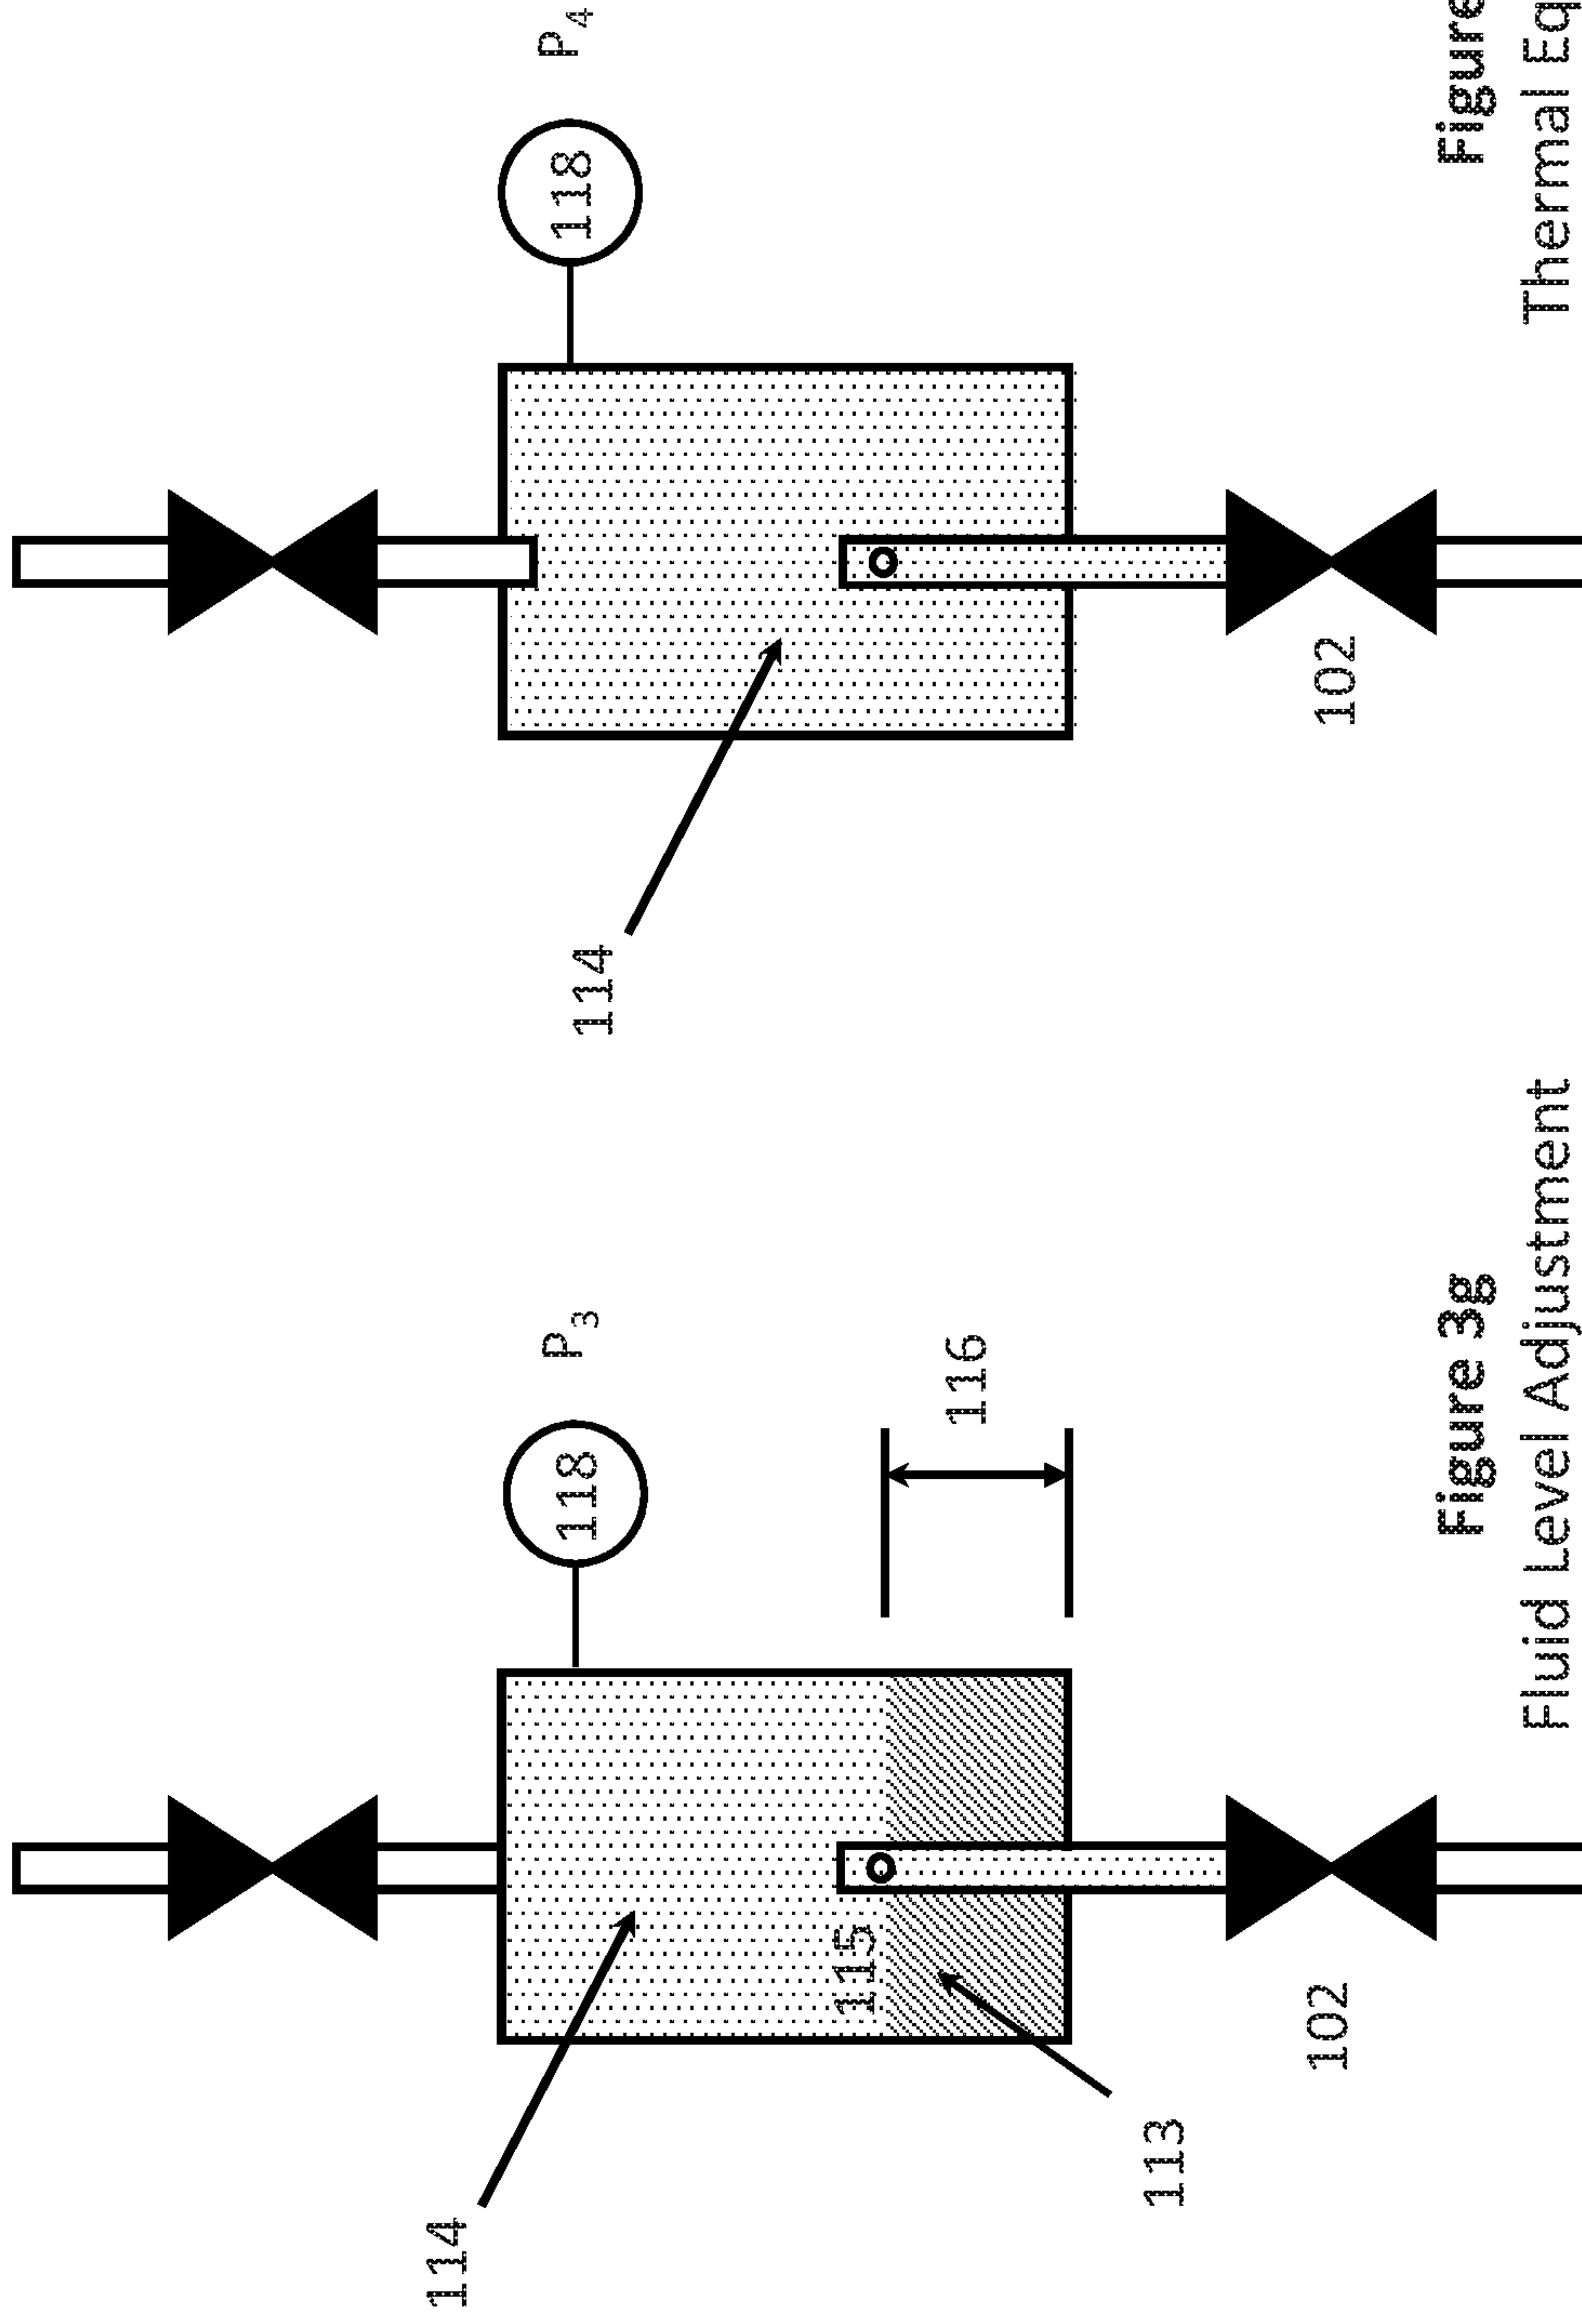 114
118
P₃
115
116
113
102
Figure 3g
Fluid Level Adjustment
118
P₄
114
102
Figure
Thermal Eq